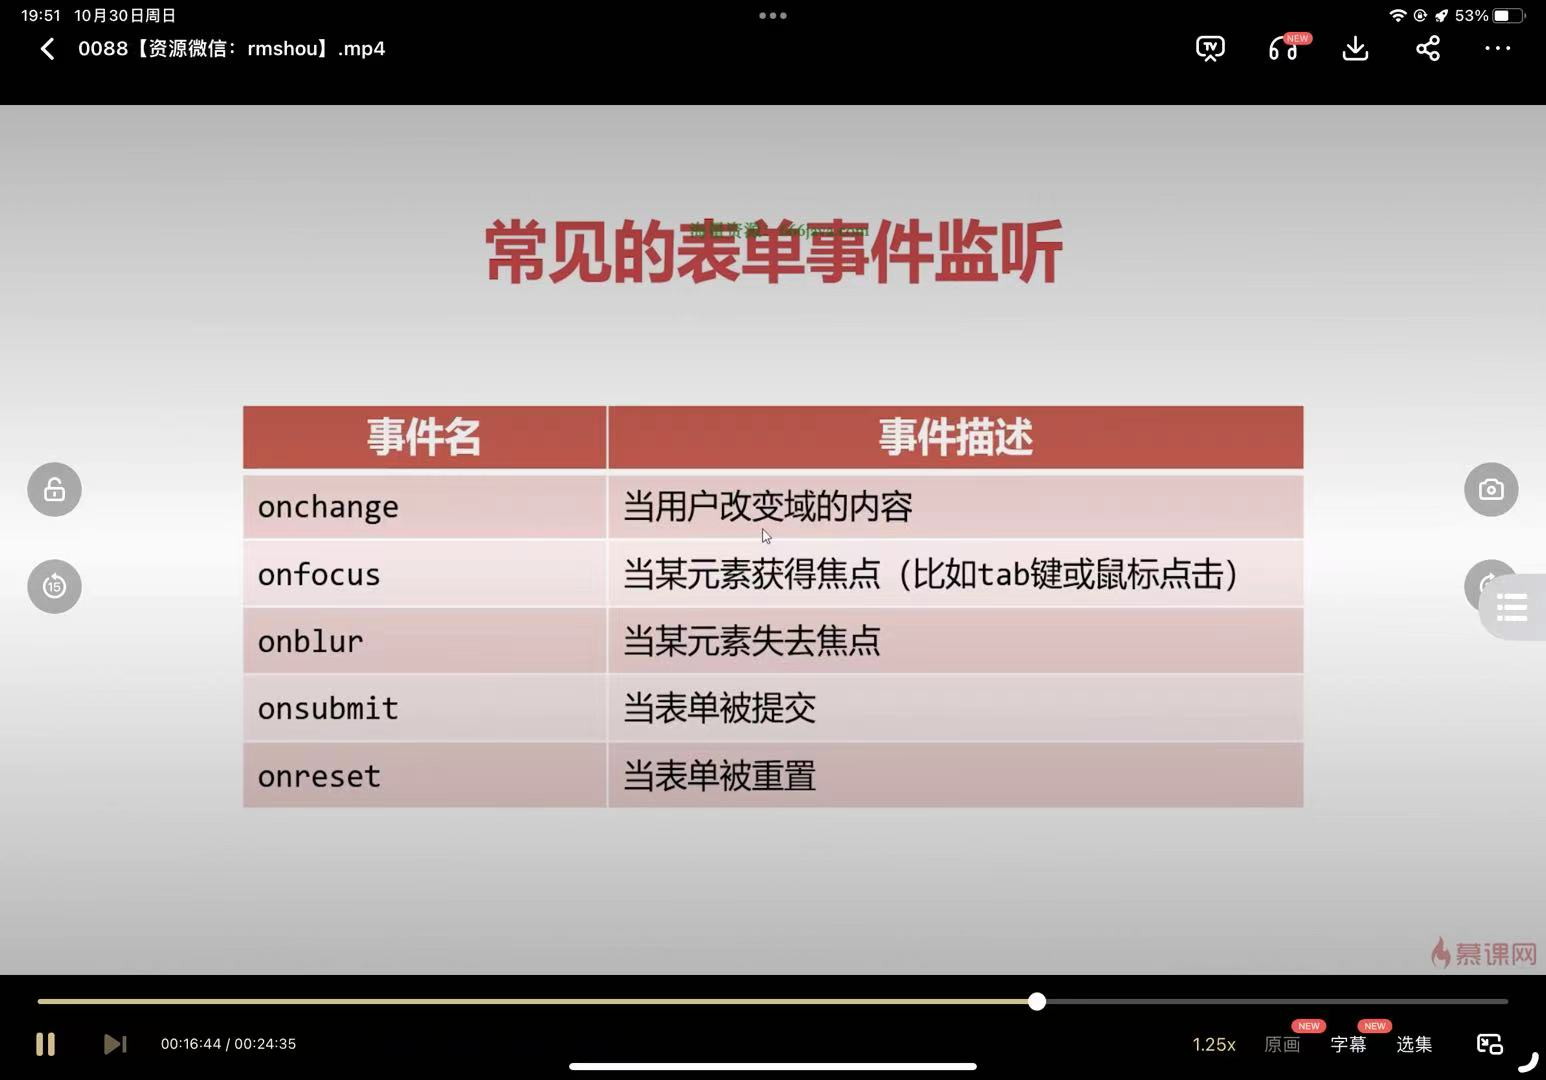 19:51 10月30日周日
53%
0088【资源微信：rmshou】.mp4
TV
NEW
常见的表单事件监听
事件名 事件描述
onchange 当用户改变域的内容
onfocus 当某元素获得焦点（比如tab键或鼠标点击）
onblur 当某元素失去焦点
onsubmit 当表单被提交
onreset 当表单被重置
15
慕课网
00:16:44 / 00:24:35
1.25x
原画
NEW
字幕
NEW
选集